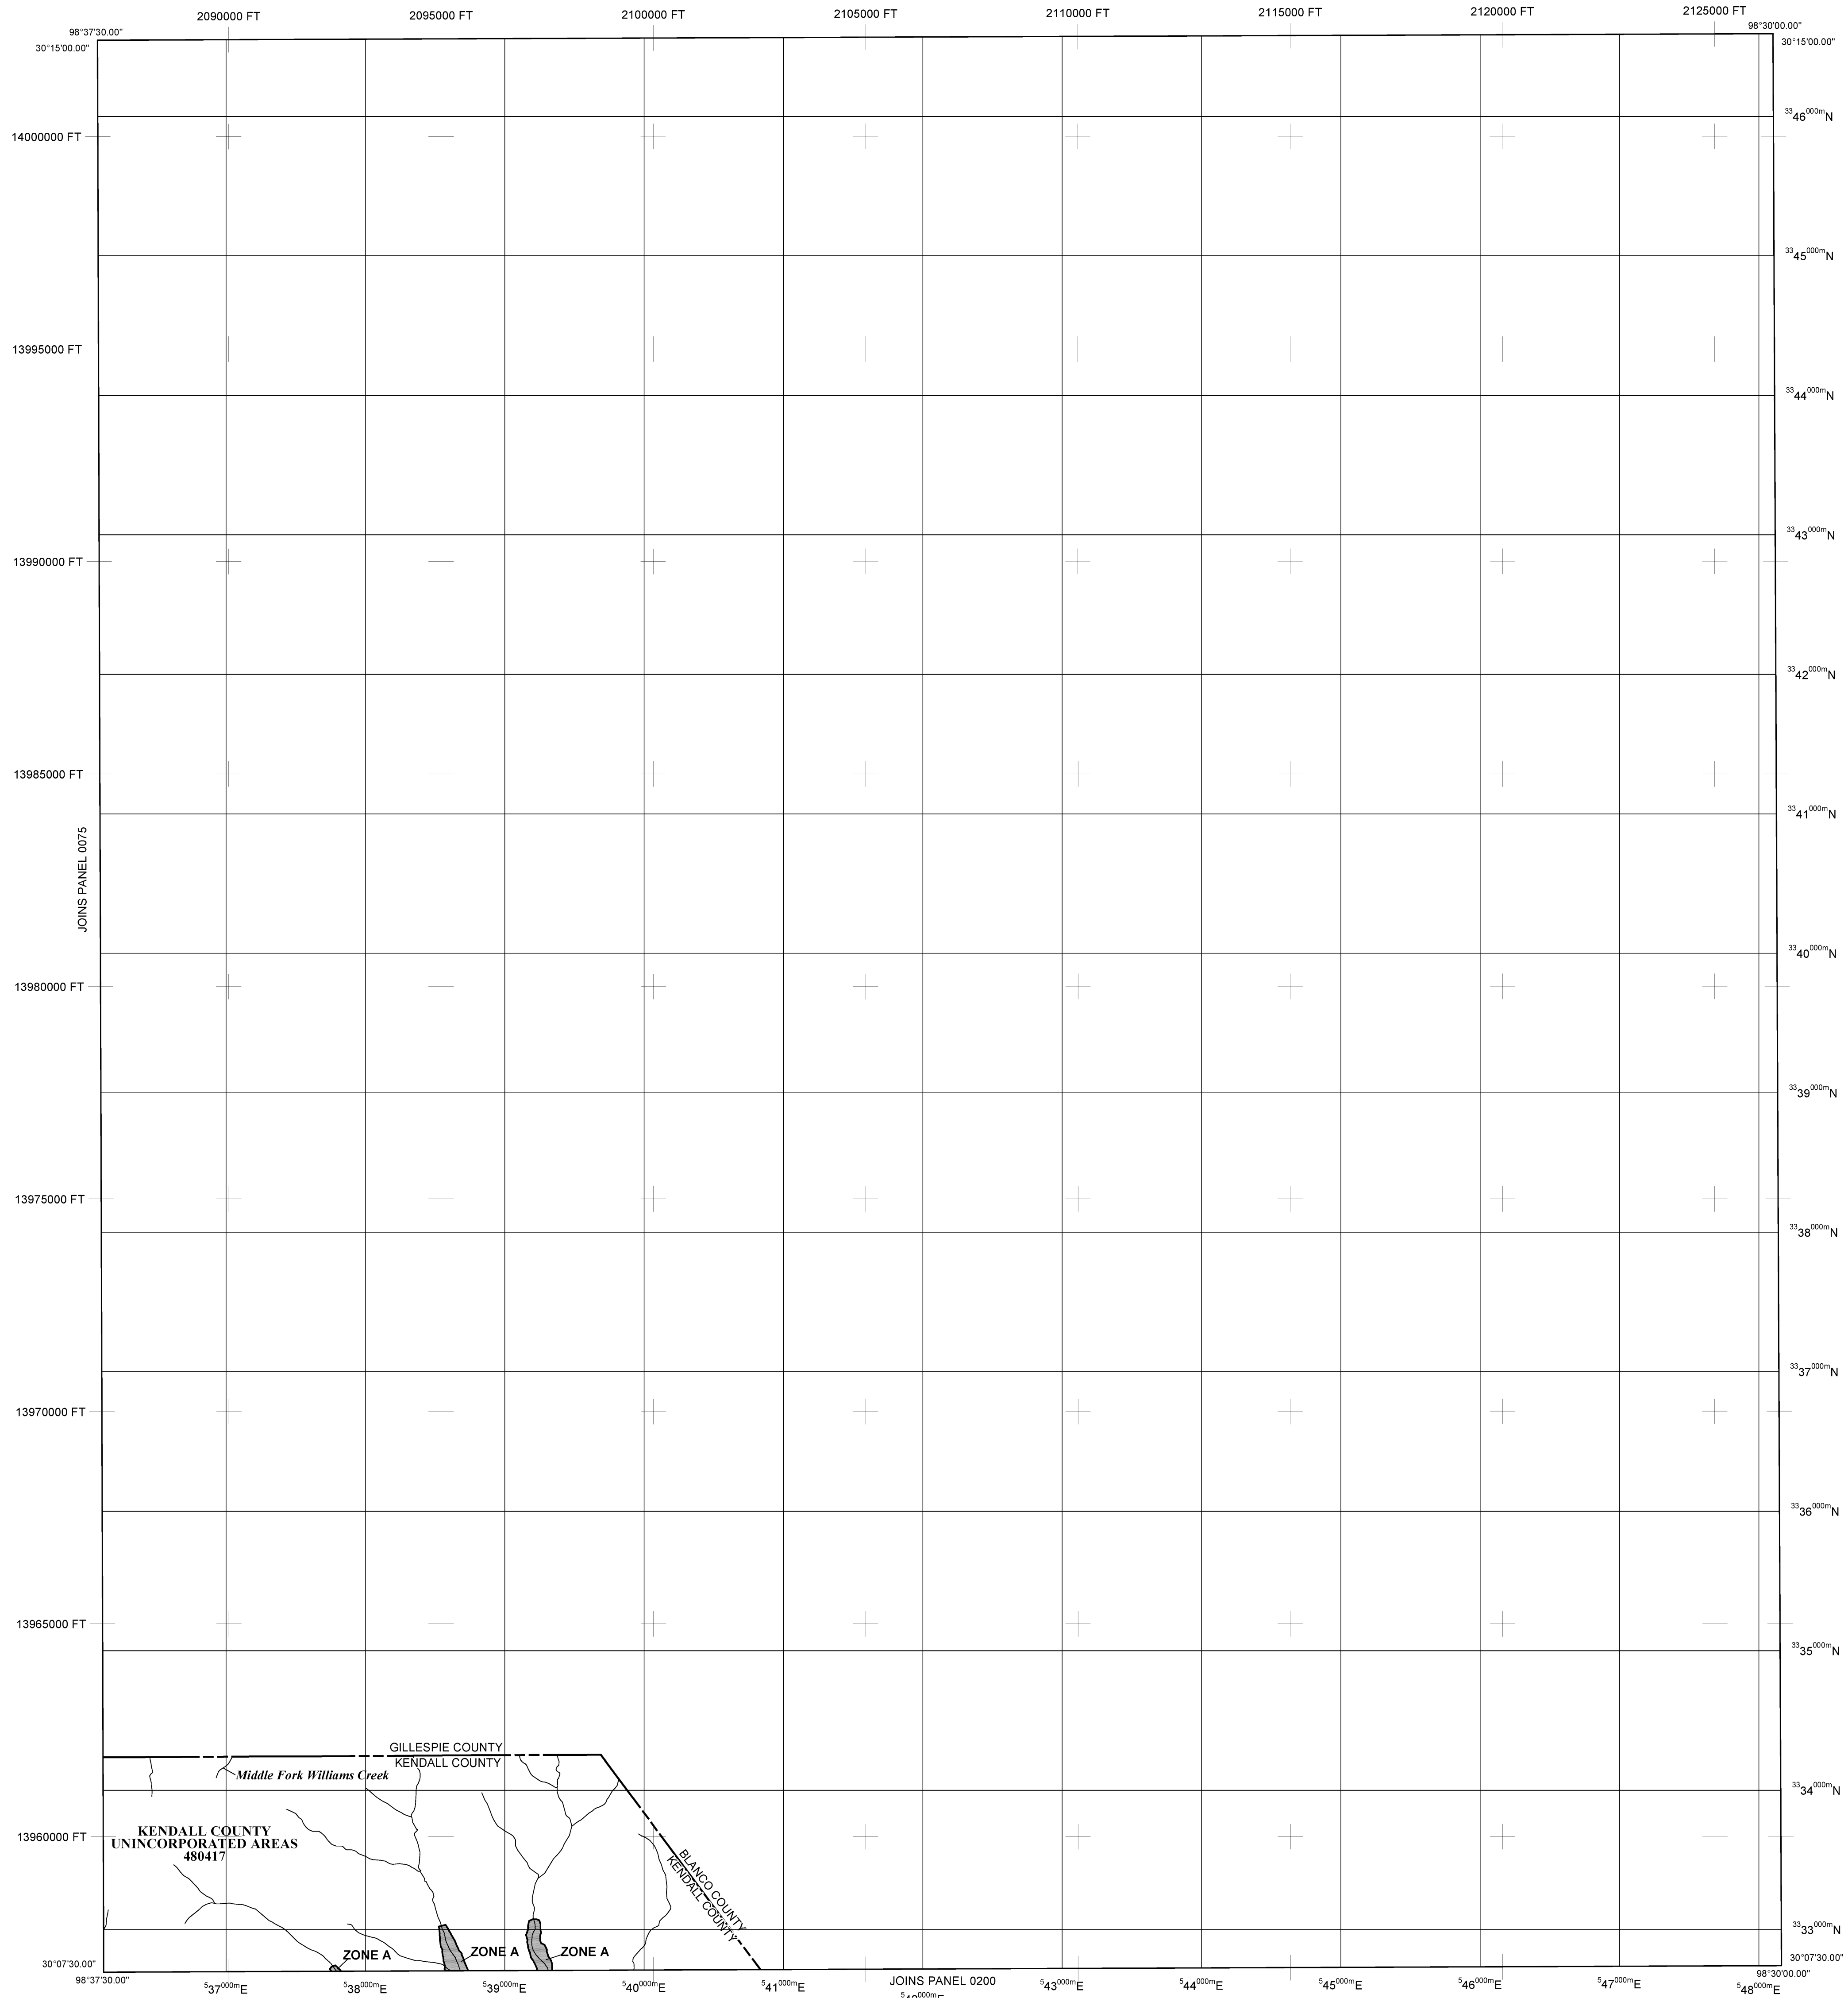 2090000 FT 2095000 FT 2100000 FT 2105000 FT 2110000 FT 2115000 FT 2120000 FT 2125000 FT
98°37'30.00" 98°30'00.00"
30°15'00.00" 30°15'00.00"
3346000mN
14000000 FT
3345000mN
13995000 FT
3344000mN
3343000mN
13990000 FT
3342000mN
13985000 FT
3341000mN
JOINS PANEL 0075
3340000mN
13980000 FT
3339000mN
13975000 FT
3338000mN
3337000mN
13970000 FT
3336000mN
13965000 FT
3335000mN
GILLESPIE COUNTY
KENDALL COUNTY
Middle Fork Williams Creek
3334000mN
KENDALL COUNTY
UNINCORPORATED AREAS
480417
13960000 FT
BLANCO COUNTY
KENDALL COUNTY
3333000mN
ZONE A
ZONE A
ZONE A
30°07'30.00" 30°07'30.00"
98°37'30.00" 98°30'00.00"
JOINS PANEL 0200
537000mE 538000mE 539000mE 540000mE 541000mE 543000mE 544000mE 545000mE 546000mE 547000mE 548000mE